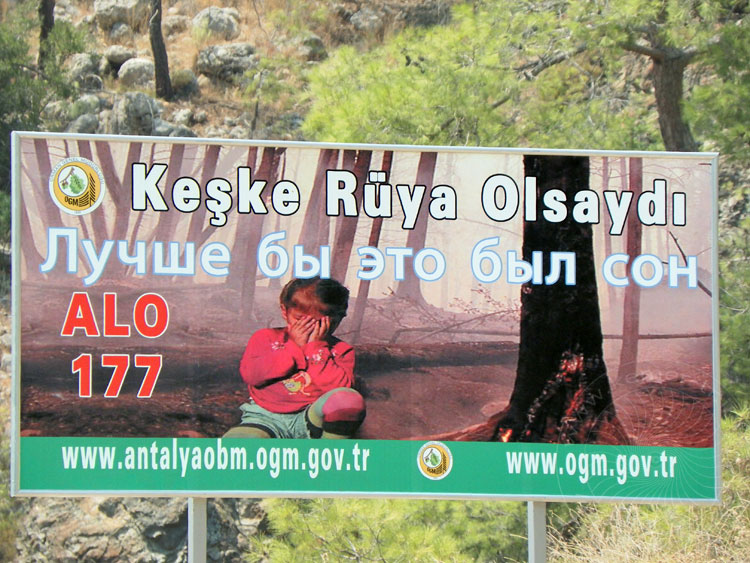 Keşke Rüya Olsaydı
Лучше бы это был сон
ALO
177
OGM
www.antalyaobm.ogm.gov.tr
www.ogm.gov.tr